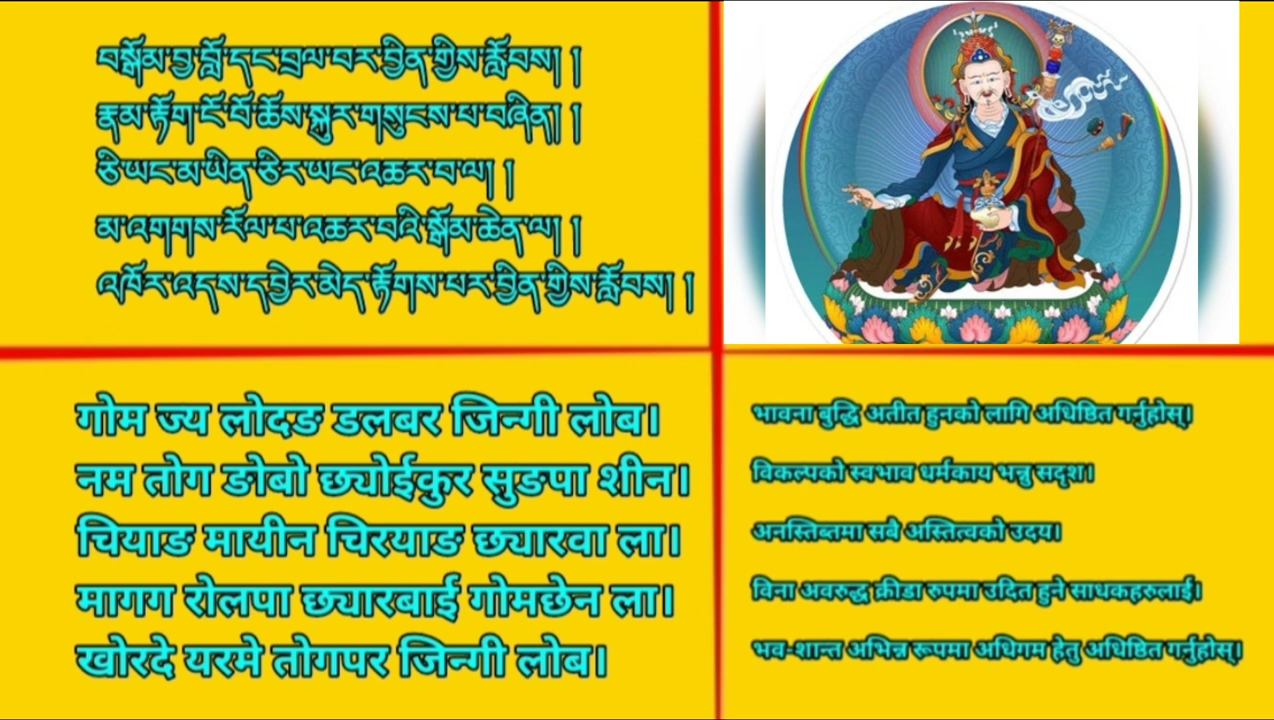 བསྒོམ་བྱ་བློ་དང་བྲལ་བར་བྱིན་གྱིས་རློབས། །
རྣམ་རྟོག་ངོ་བོ་ཆོས་སྐུར་གསུངས་པ་བཞིན། །
ཅི་ཡང་མ་ཡིན་ཅིར་ཡང་འཆར་བ་ལ། །
མ་འགགས་རོལ་པ་འཆར་བའི་སྒོམ་ཆེན་ལ། །
འཁོར་འདས་དབྱེར་མེད་རྟོགས་པར་བྱིན་གྱིས་རློབས། །
गोम ज्य लोदङ डलबर जिन्गी लोब।
नम तोग ङोबो छ्योईकुर सुङपा शीन।
चियाङ मायीन चिरयाङ छ्यारवा ला।
मागग रोलपा छ्यारबाई गोमछेन ला।
खोरदे यरमे तोगपर जिन्गी लोब।
भावना बुद्धि अतीत हुनको लागि अधिष्ठित गर्नुहोस्।
विकल्पको स्वभाव धर्मकाय भन्नु सदृश।
अनस्तित्वमा सबै अस्तित्वको उदय।
विना अवरुद्ध क्रीडा रुपमा उदित हुने साधकहरुलाई।
भव-शान्त अभिन्न रूपमा अधिगम हेतु अधिष्ठित गर्नुहोस्।